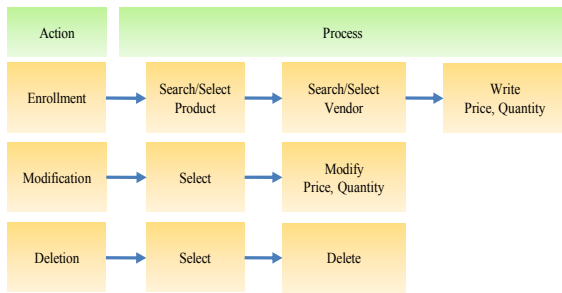 Action
Process
Enrollment
Search/Select
Product
Search/Select
Vendor
Write
Price, Quantity
Modification
Select
Modify
Price, Quantity
Deletion
Select
Delete